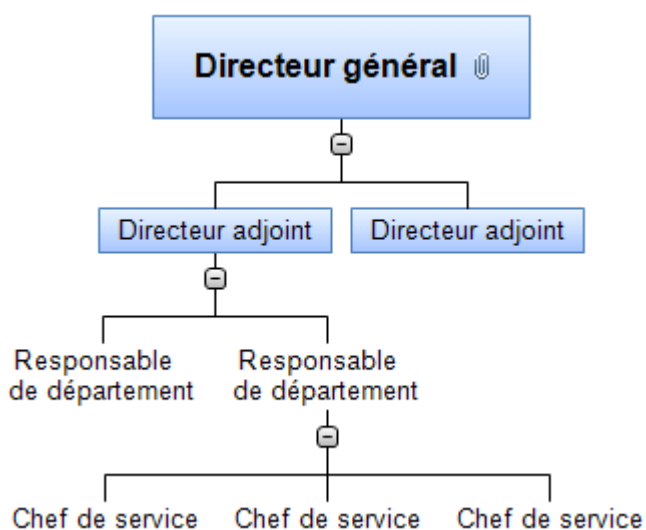 Directeur général
Directeur adjoint
Directeur adjoint
Responsable
de département
Responsable
de département
Chef de service
Chef de service
Chef de service